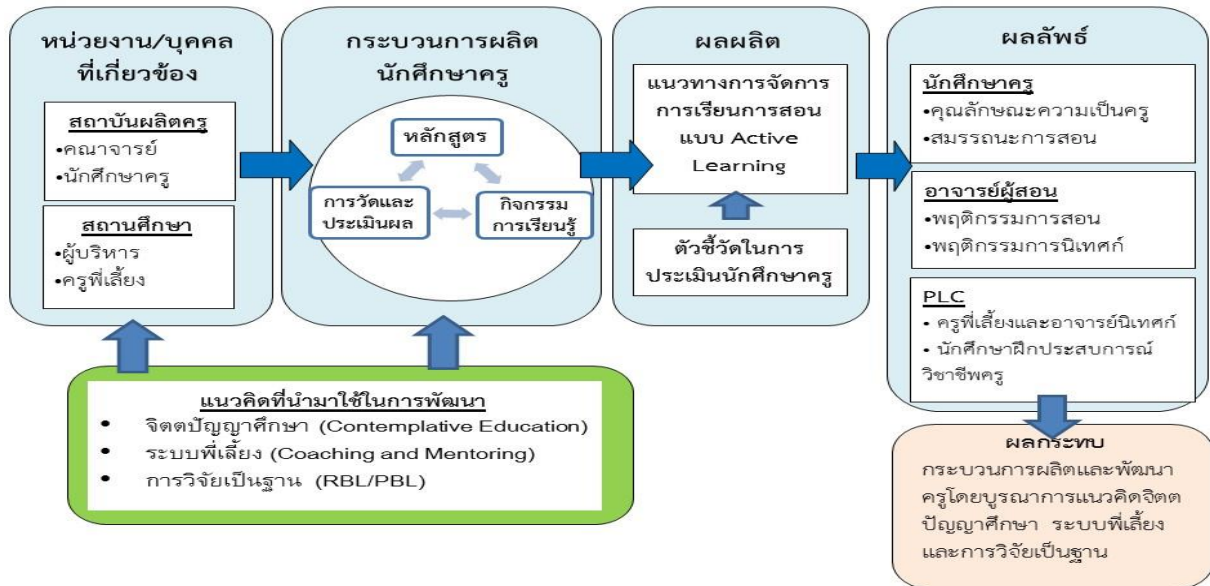 หน่วยงาน/บุคคล
ที่เกี่ยวข้อง
สถาบันผลิตครู
•คณาจารย์
•นักศึกษาครู
สถานศึกษา
•ผู้บริหาร
•ครูพี่เลี้ยง
กระบวนการผลิต
นักศึกษาครู
หลักสูตร
การวัดและ
ประเมินผล
กิจกรรม
การเรียนรู้
ผลผลิต
แนวทางการจัดการ
การเรียนการสอน
แบบ Active
Learning
ตัวชี้วัดในการ
ประเมินนักศึกษาครู
ผลลัพธ์
นักศึกษาครู
•คุณลักษณะความเป็นครู
•สมรรถนะการสอน
อาจารย์ผู้สอน
•พฤติกรรมการสอน
•พฤติกรรมการนิเทศก์
PLC
• ครูพี่เลี้ยงและอาจารย์นิเทศก์
• นักศึกษาฝึกประสบการณ์
วิชาชีพครู
แนวคิดที่นำมาใช้ในการพัฒนา
• จิตตปัญญาศึกษา (Contemplative Education)
• ระบบพี่เลี้ยง (Coaching and Mentoring)
• การวิจัยเป็นฐาน (RBL/PBL)
ผลกระทบ
กระบวนการผลิตและพัฒนา
ครูโดยบูรณาการแนวคิดจิตต
ปัญญาศึกษา ระบบพี่เลี้ยง
และการวิจัยเป็นฐาน